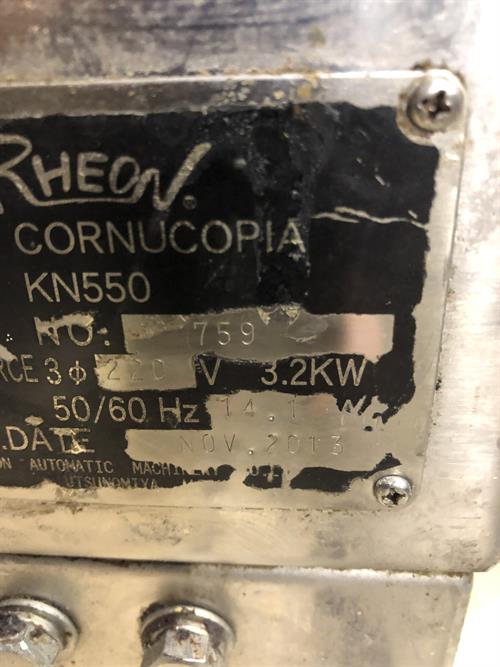 RHEON®
CORNUCOPIA
KN550
NO: 759
RCE 3φ 220 V 3.2KW
50/60 Hz 14.1
.DATE NOV.2013
ON AUTOMATIC
UTSUNOMIYA